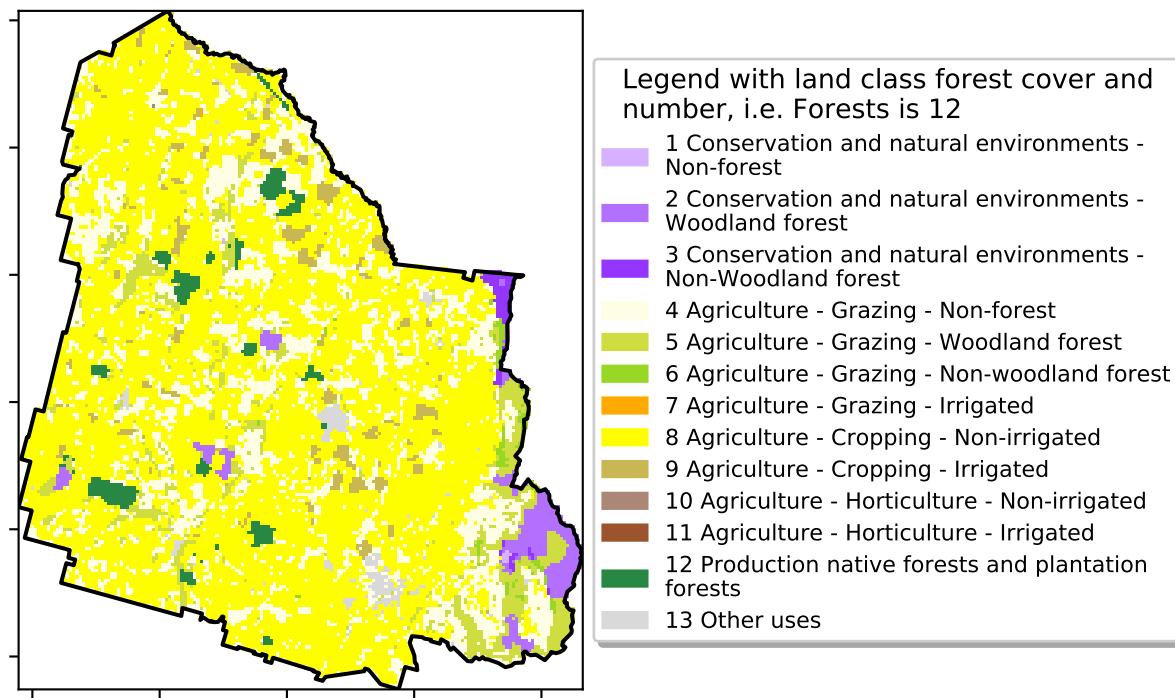 Legend with land class forest cover and
number, i.e. Forests is 12
1 Conservation and natural environments -
Non-forest
2 Conservation and natural environments -
Woodland forest
3 Conservation and natural environments -
Non-Woodland forest
4 Agriculture - Grazing - Non-forest
5 Agriculture - Grazing - Woodland forest
6 Agriculture - Grazing - Non-woodland forest
7 Agriculture - Grazing - Irrigated
8 Agriculture - Cropping - Non-irrigated
9 Agriculture - Cropping - Irrigated
10 Agriculture - Horticulture - Non-irrigated
11 Agriculture - Horticulture - Irrigated
12 Production native forests and plantation
forests
13 Other uses